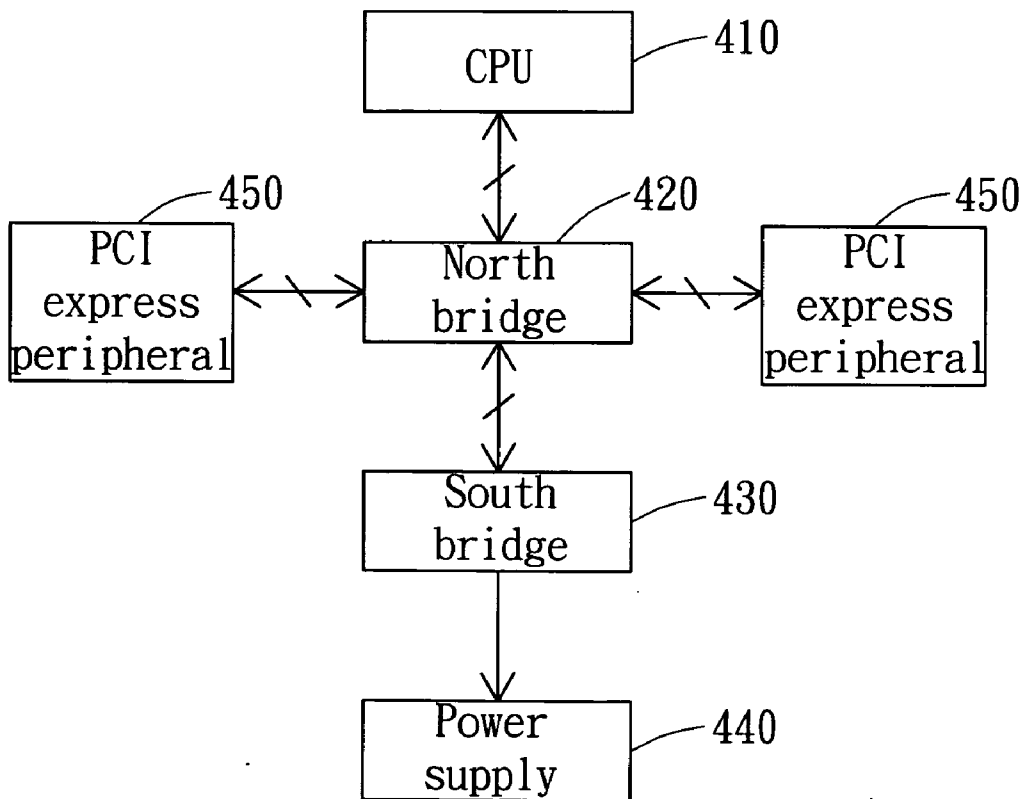 CPU
410
450
420
450
PCI
express
peripheral
North
bridge
PCI
express
peripheral
South
bridge
430
Power
supply
440